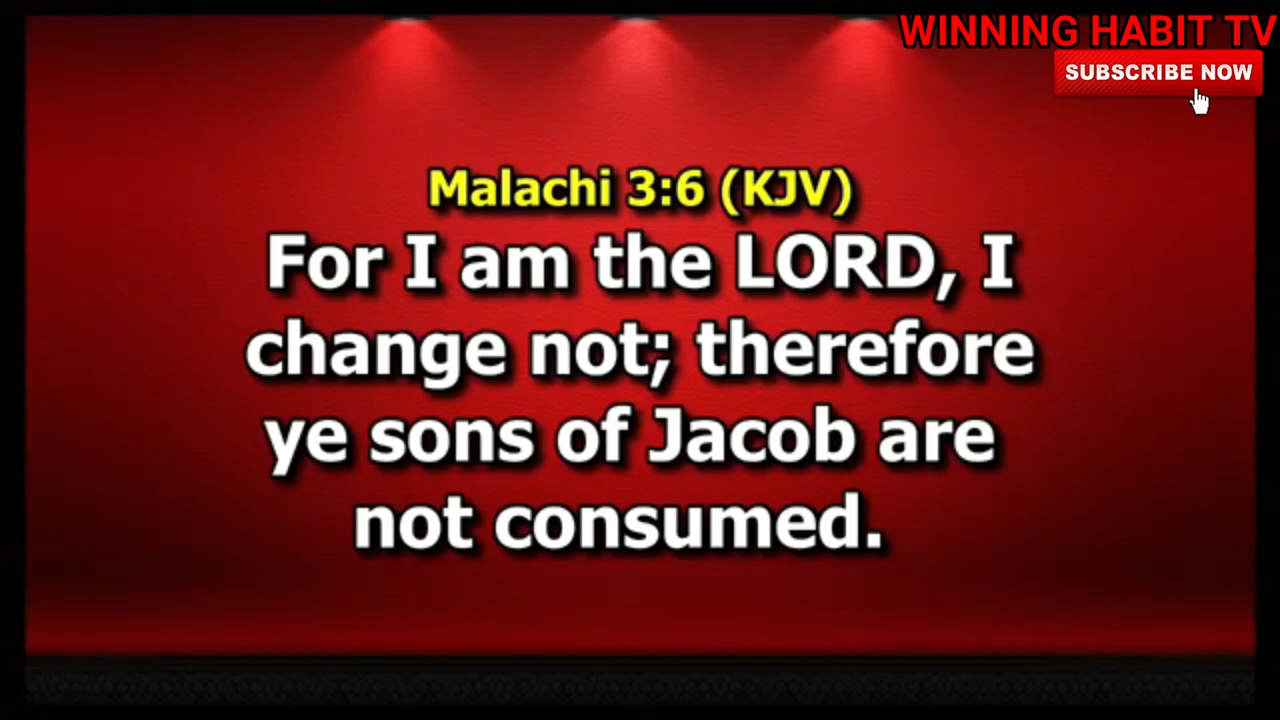 WINNING HABIT TV
SUBSCRIBE NOW
Malachi 3:6 (KJV)
For I am the LORD, I
change not; therefore
ye sons of Jacob are
not consumed.